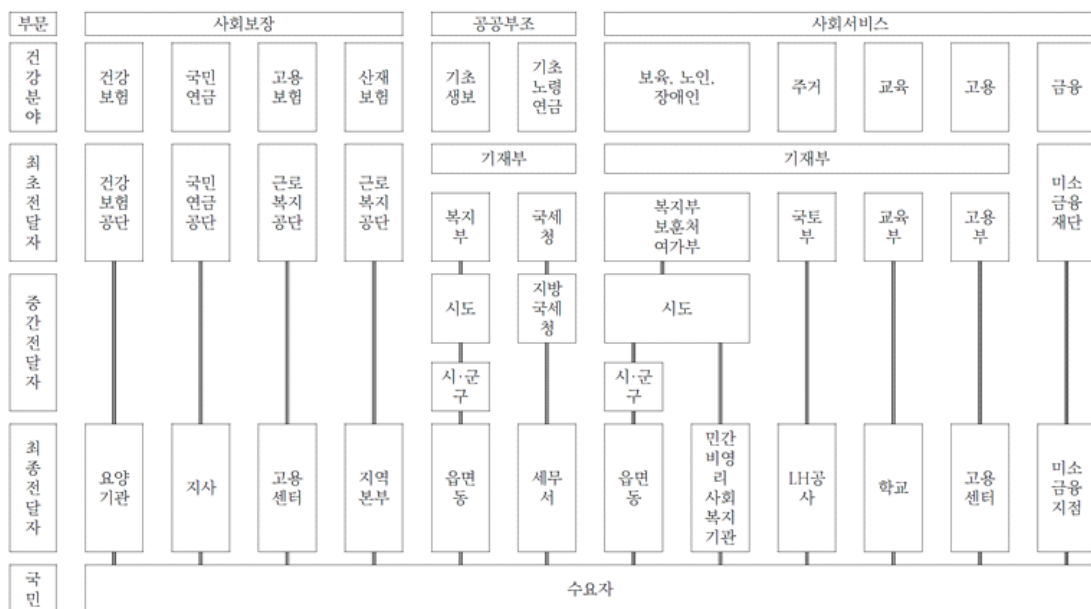 부문
사회보장
공공부조
사회서비스
건
강
분
야
건강
보험
국민
연금
고용
보험
산재
보험
기초
생보
기초
노령
연금
보육, 노인,
장애인
주거
교육
고용
금융
최
초
전
달
자
건강
보험
공단
국민
연금
공단
근로
복지
공단
근로
복지
공단
기재부
복지
부
국세
청
기재부
복지부
보훈처
여가부
국토
부
교육
부
고용
부
미소
금융
재단
중
간
전
달
자
시도
지방
국세
청
시도
시·군
구
시·군
구
최
종
전
달
자
요양
기관
지사
고용
센터
지역
본부
읍면
동
세무
서
읍면
동
민간
비영
리
사회
복지
기관
LH공
사
학교
고용
센터
미소
금융
지점
국
민
수요자